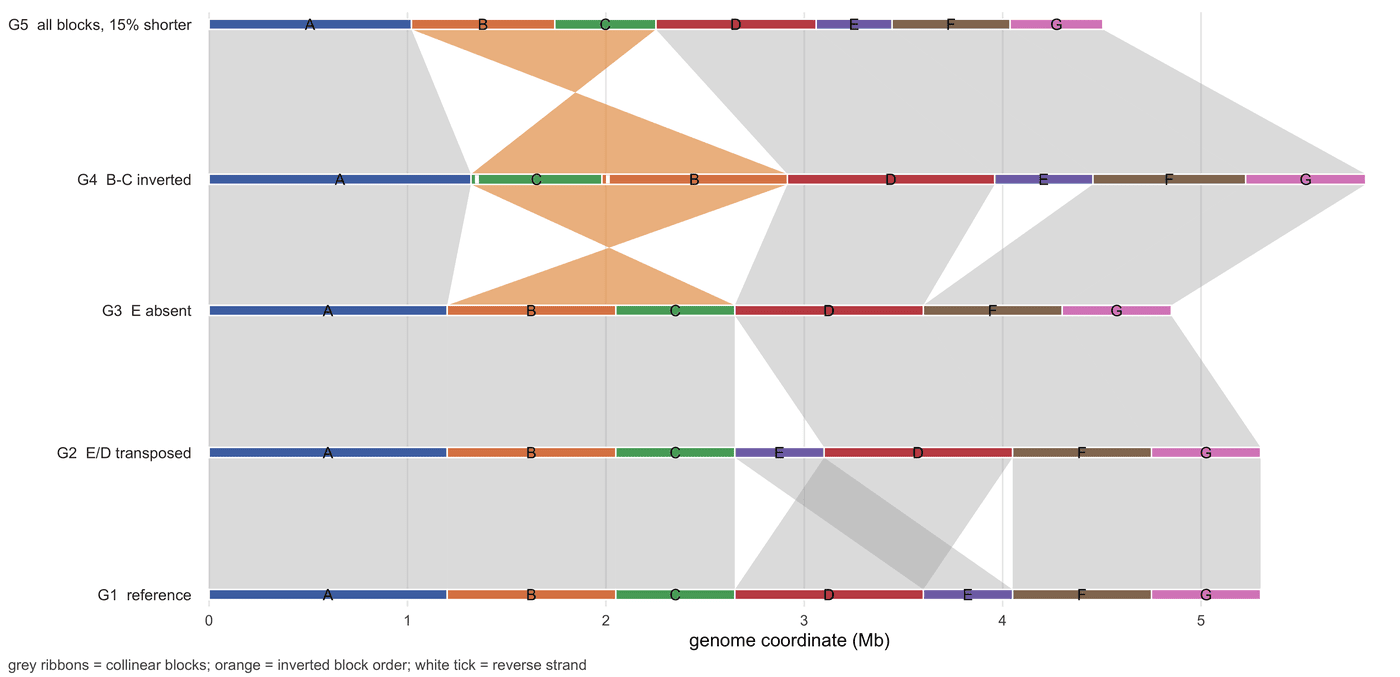 G5 all blocks, 15% shorter
A B C D E F G
G4 B-C inverted
A C B D E F G
G3 E absent
A B C D F G
G2 E/D transposed
A B C E D F G
G1 reference
A B C D E F G
0 1 2 3 4 5
genome coordinate (Mb)
grey ribbons = collinear blocks; orange = inverted block order; white tick = reverse strand